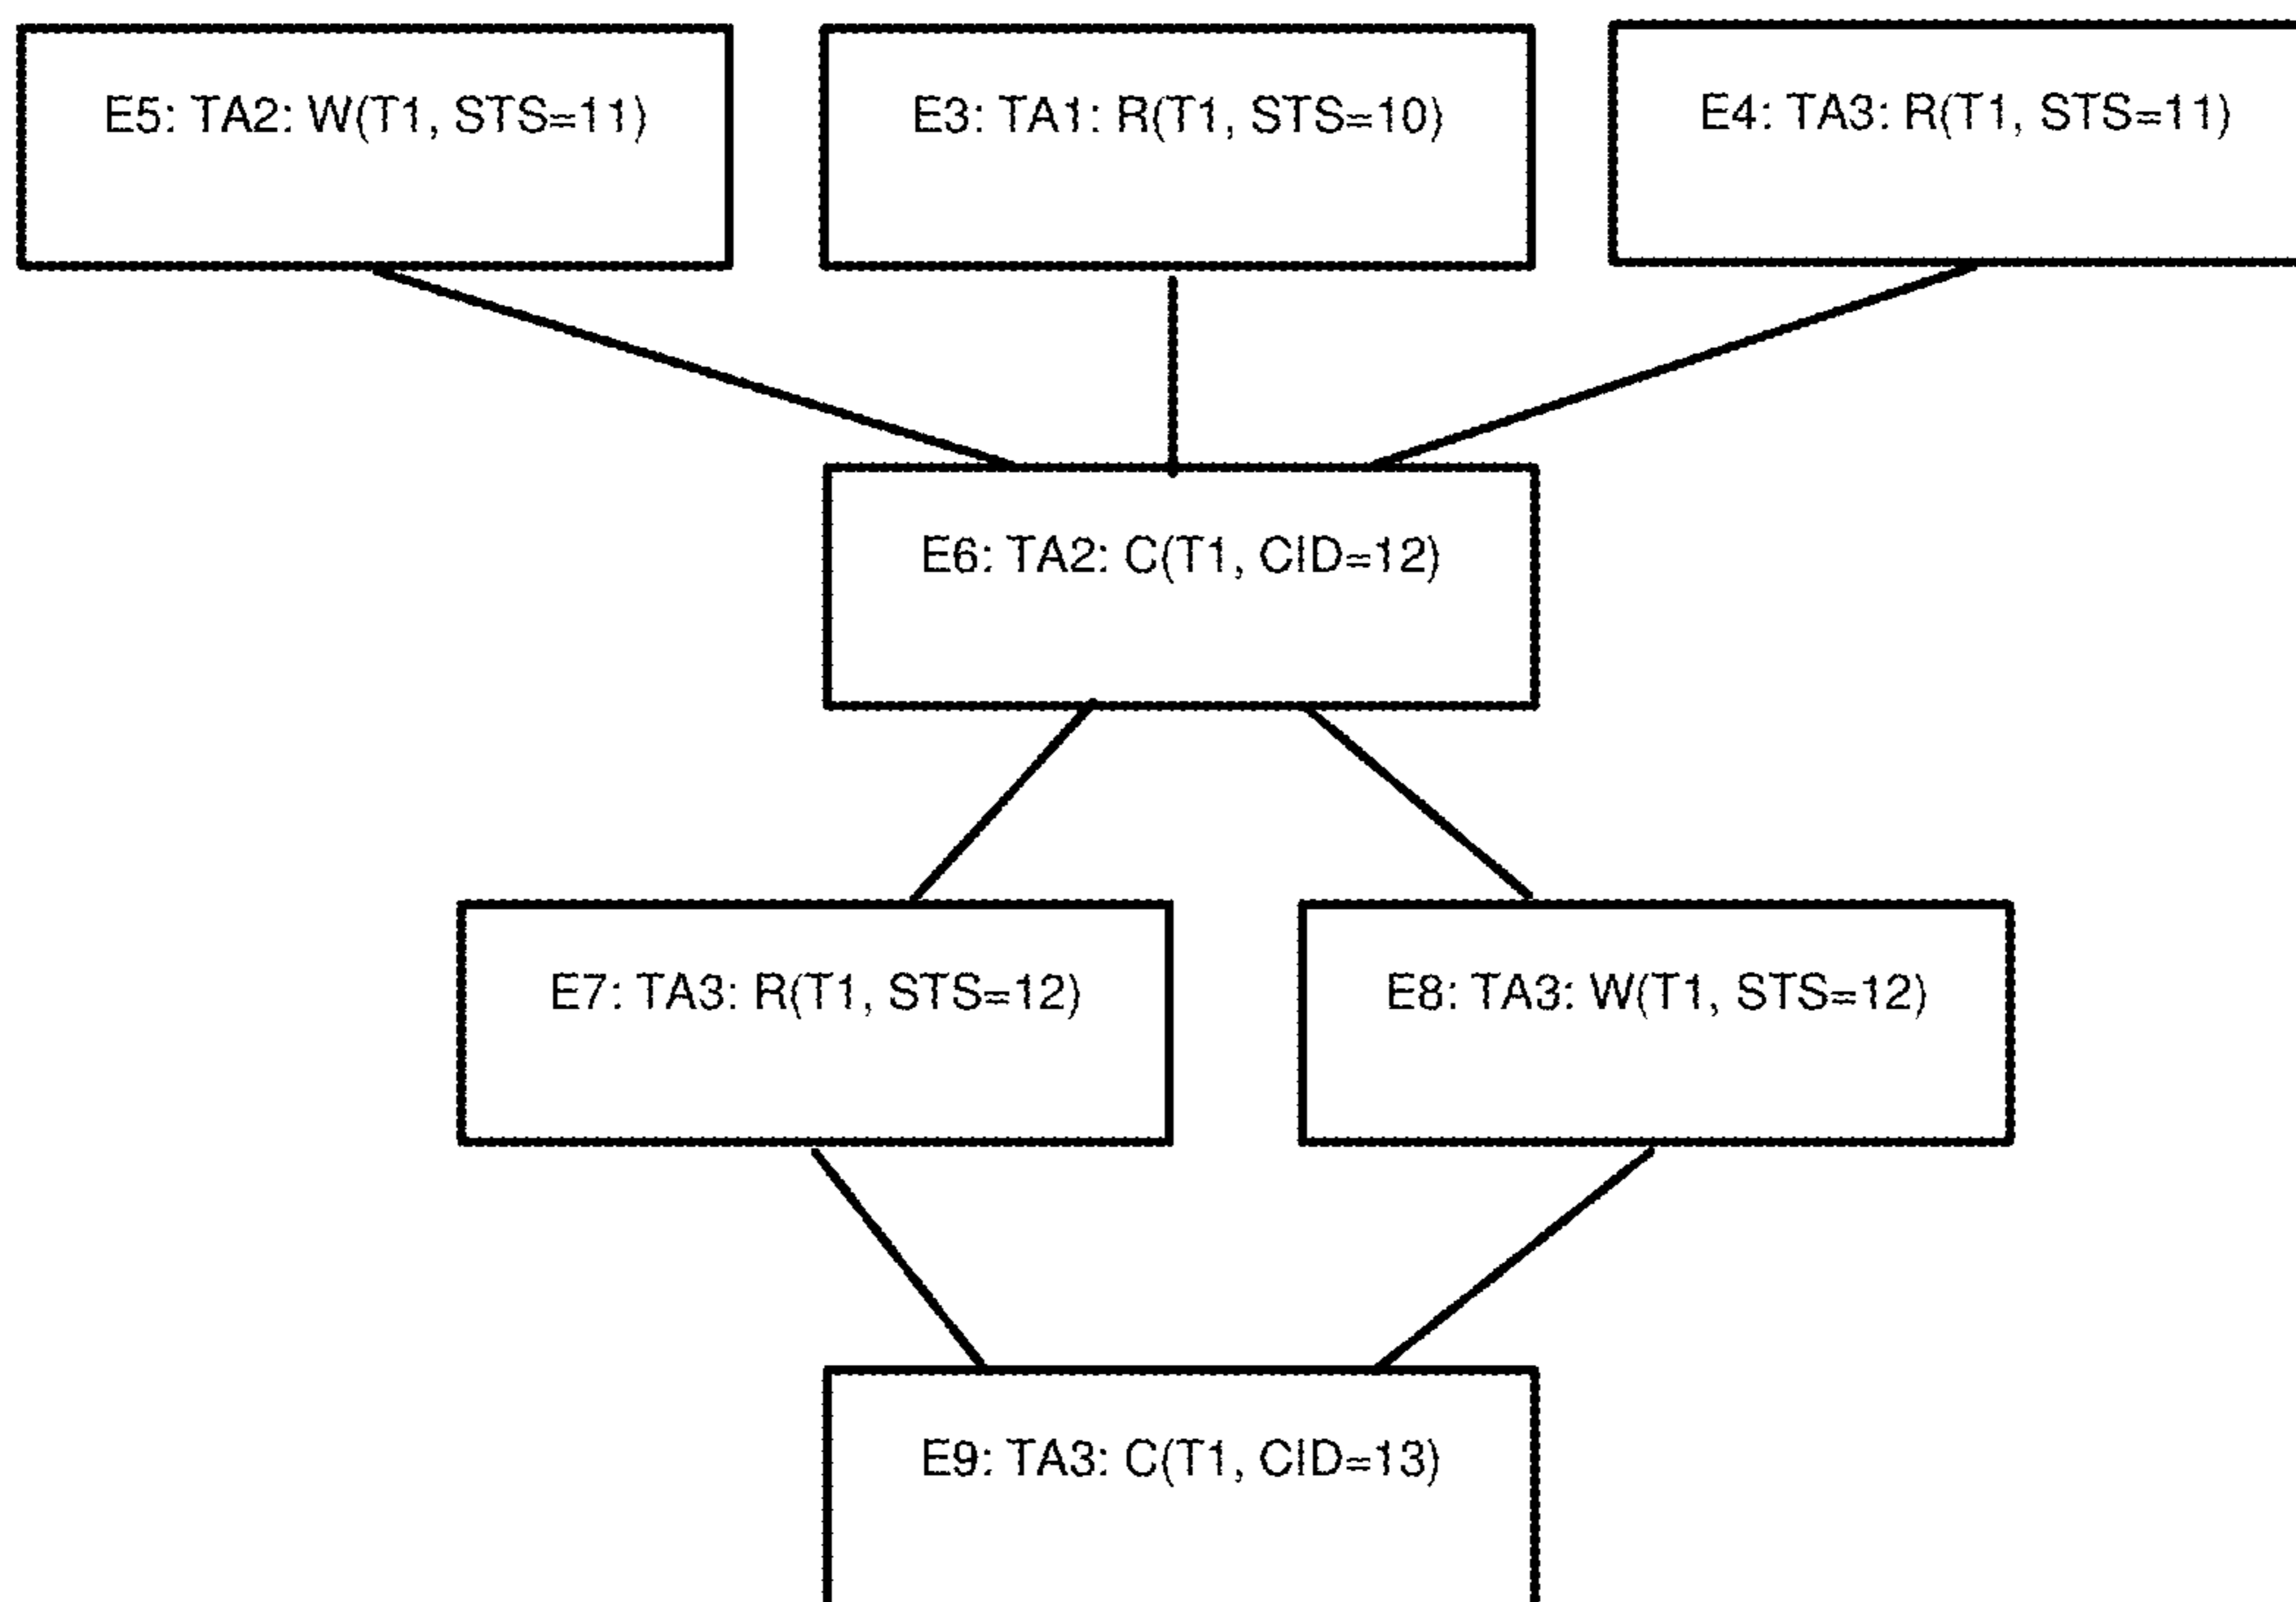 E5: TA2: W(T1, STS=11)
E3: TA1: R(T1, STS=10)
E4: TA3: R(T1, STS=11)
E6: TA2: C(T1, CID=12)
E7: TA3: R(T1, STS=12)
E8: TA3: W(T1, STS=12)
E9: TA3: C(T1, CID=13)